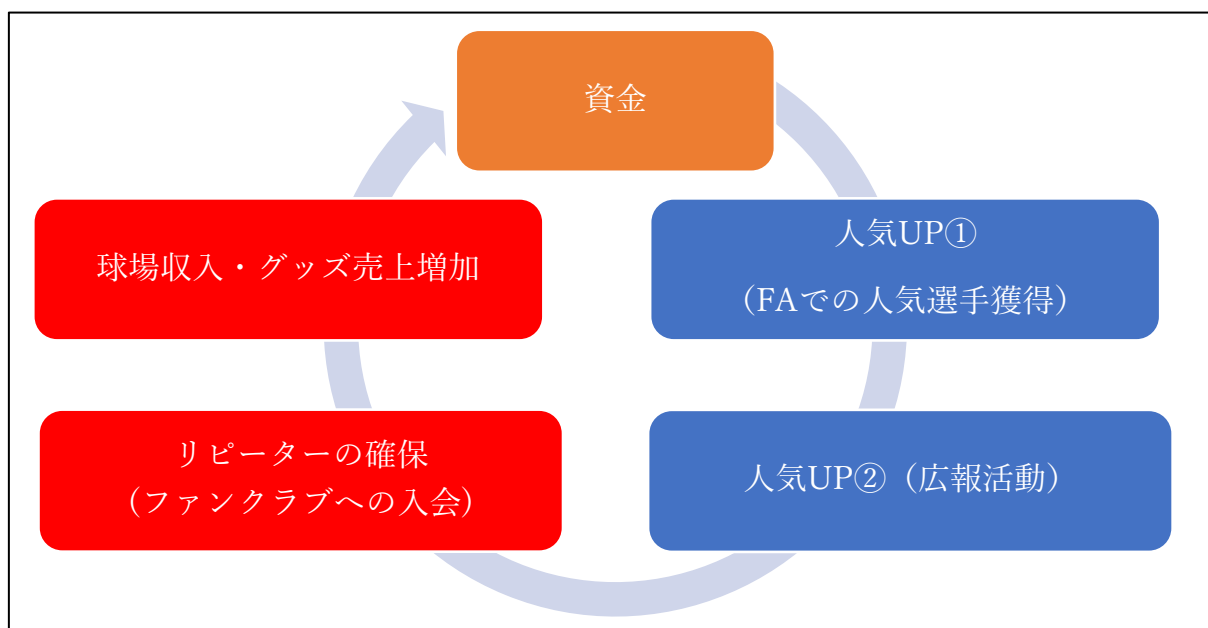 資金
人気UP①
（FAでの人気選手獲得）
人気UP②（広報活動）
リピーターの確保
（ファンクラブへの入会）
球場収入・グッズ売上増加